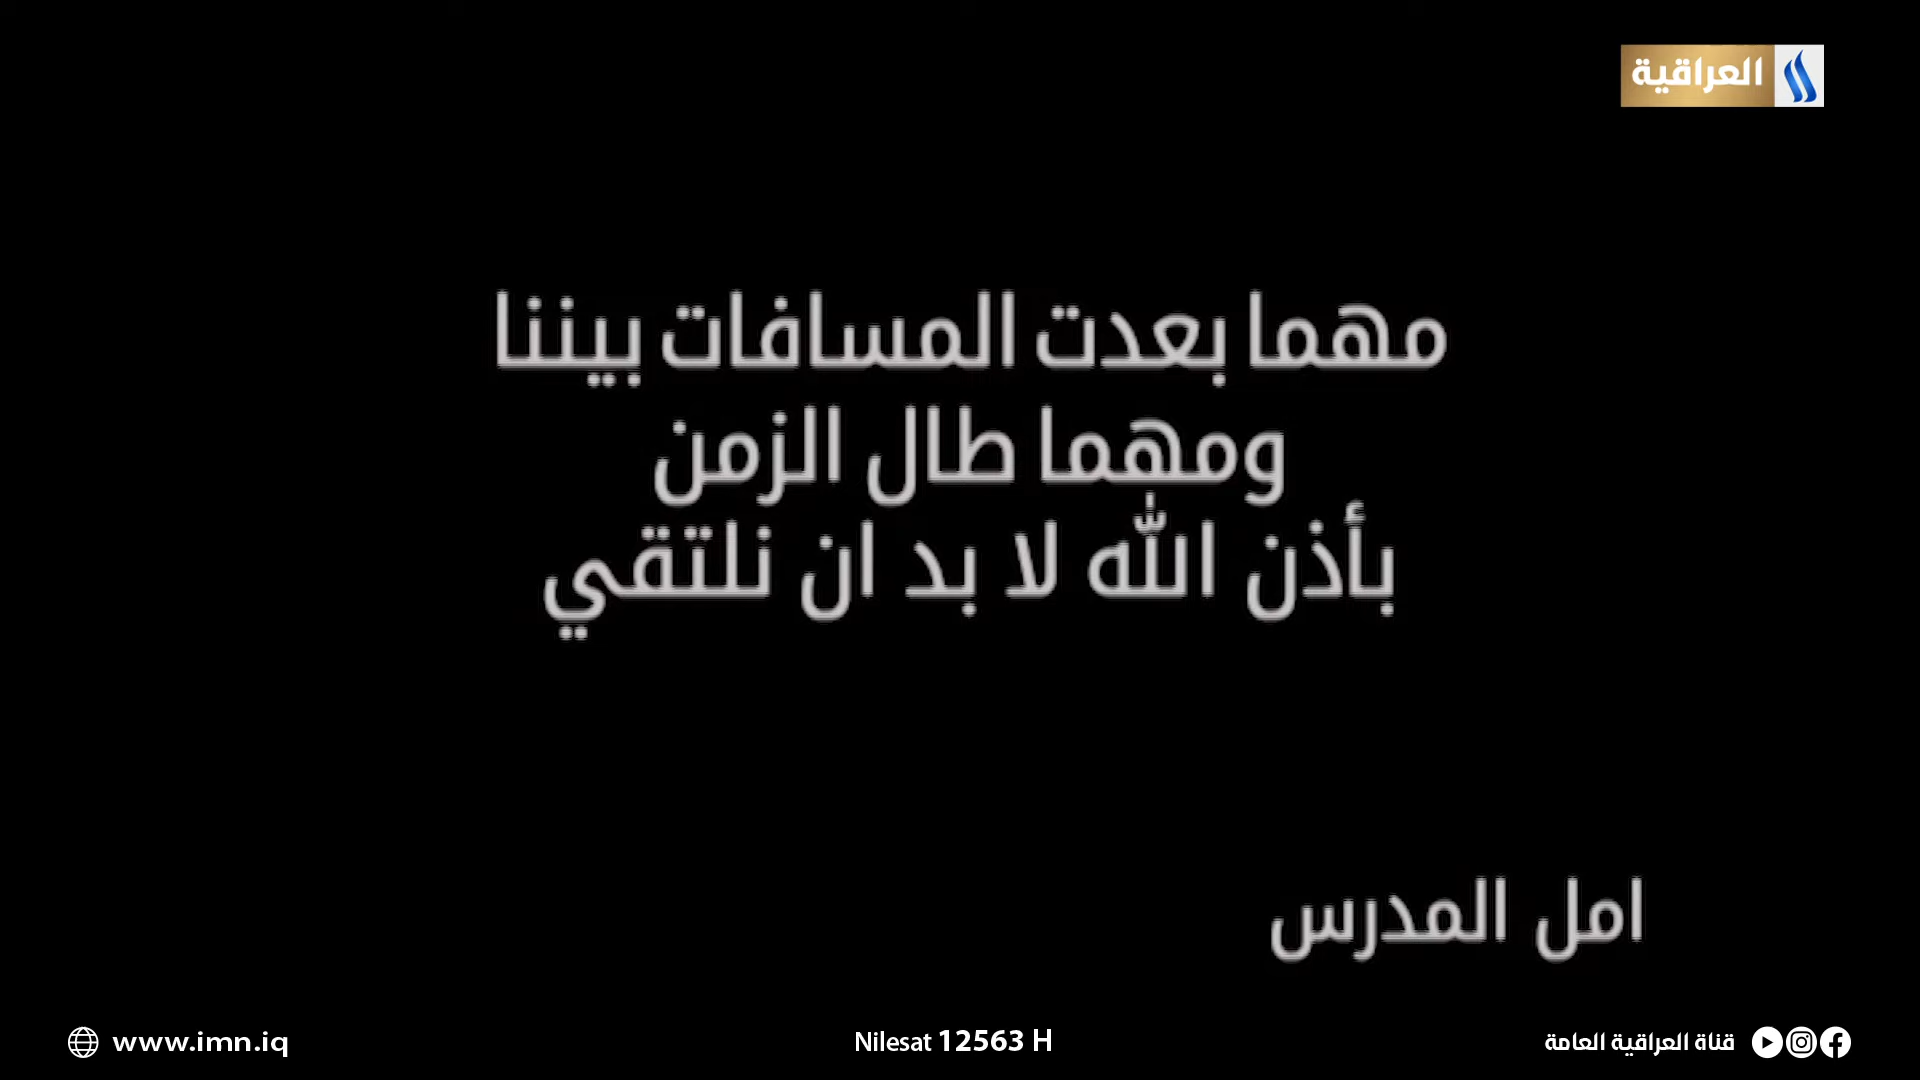 العراقية
مهما بعدت المسافات بيننا
ومهما طال الزمن
بأذن الله لا بد ان نلتقي
امل المدرس
www.imn.iq
Nilesat 12563 H
قناة العراقية العامة